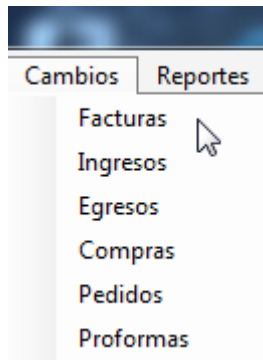 Cambios Reportes
Facturas
Ingresos
Egresos
Compras
Pedidos
Proformas